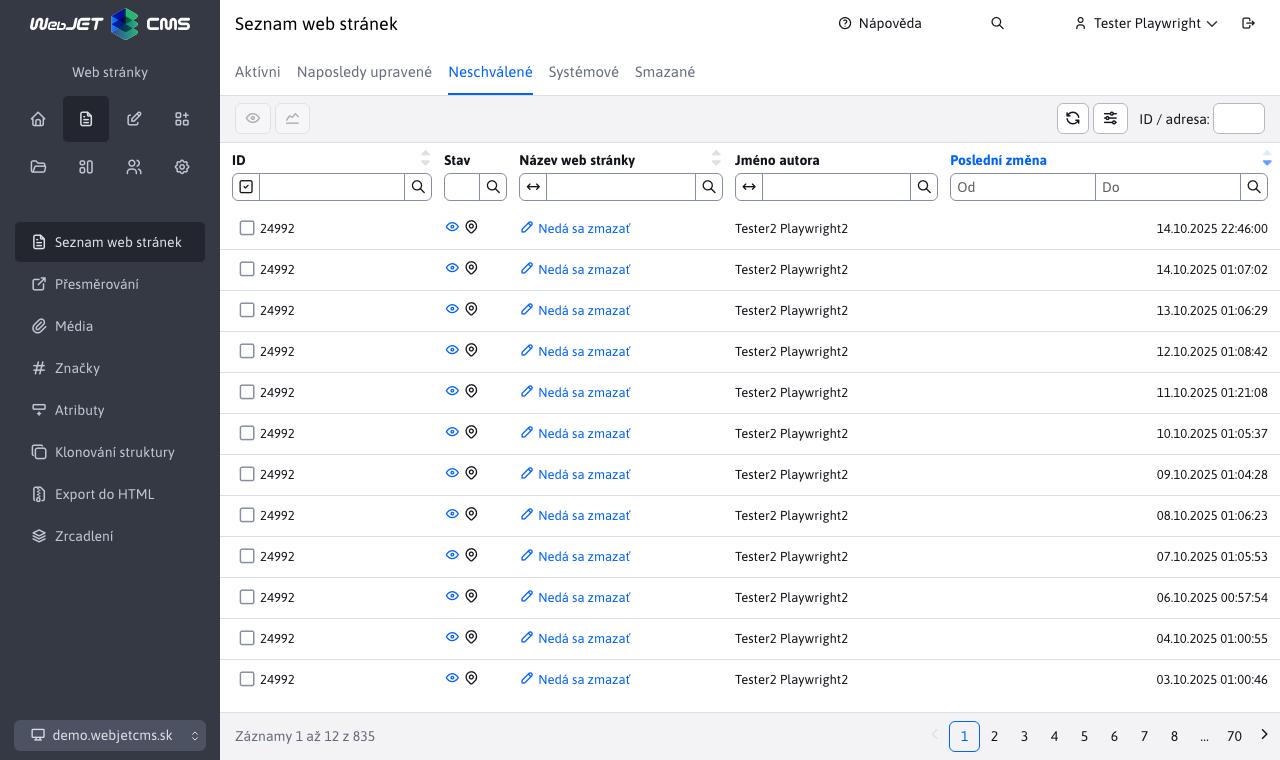 WebJET CMS
Web stránky
Seznam web stránek
Přesměrování
Média
Značky
Atributy
Klonování struktury
Export do HTML
Zrcadlení
demo.webjetcms.sk
Seznam web stránek
Nápověda
Tester Playwright
Aktívni Naposledy upravené Neschválené Systémové Smazané
ID / adresa:
ID Stav Název web stránky Jméno autora Poslední změna
Od Do
24992 Nedá sa zmazať Tester2 Playwright2 14.10.2025 22:46:00
24992 Nedá sa zmazať Tester2 Playwright2 14.10.2025 01:07:02
24992 Nedá sa zmazať Tester2 Playwright2 13.10.2025 01:06:29
24992 Nedá sa zmazať Tester2 Playwright2 12.10.2025 01:08:42
24992 Nedá sa zmazať Tester2 Playwright2 11.10.2025 01:21:08
24992 Nedá sa zmazať Tester2 Playwright2 10.10.2025 01:05:37
24992 Nedá sa zmazať Tester2 Playwright2 09.10.2025 01:04:28
24992 Nedá sa zmazať Tester2 Playwright2 08.10.2025 01:06:23
24992 Nedá sa zmazať Tester2 Playwright2 07.10.2025 01:05:53
24992 Nedá sa zmazať Tester2 Playwright2 06.10.2025 00:57:54
24992 Nedá sa zmazať Tester2 Playwright2 04.10.2025 01:00:55
24992 Nedá sa zmazať Tester2 Playwright2 03.10.2025 01:00:46
Záznamy 1 až 12 z 835
1 2 3 4 5 6 7 8 ... 70